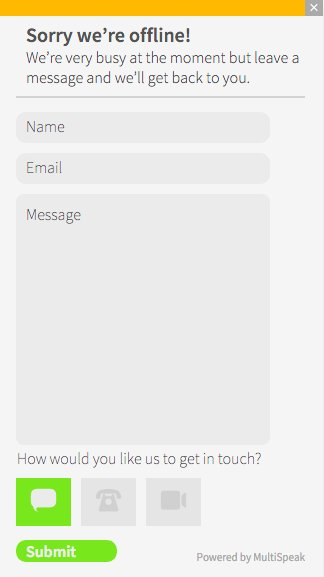 Sorry we’re offline!
We’re very busy at the moment but leave a
message and we’ll get back to you.
Name
Email
Message
How would you like us to get in touch?
Submit
Powered by MultiSpeak